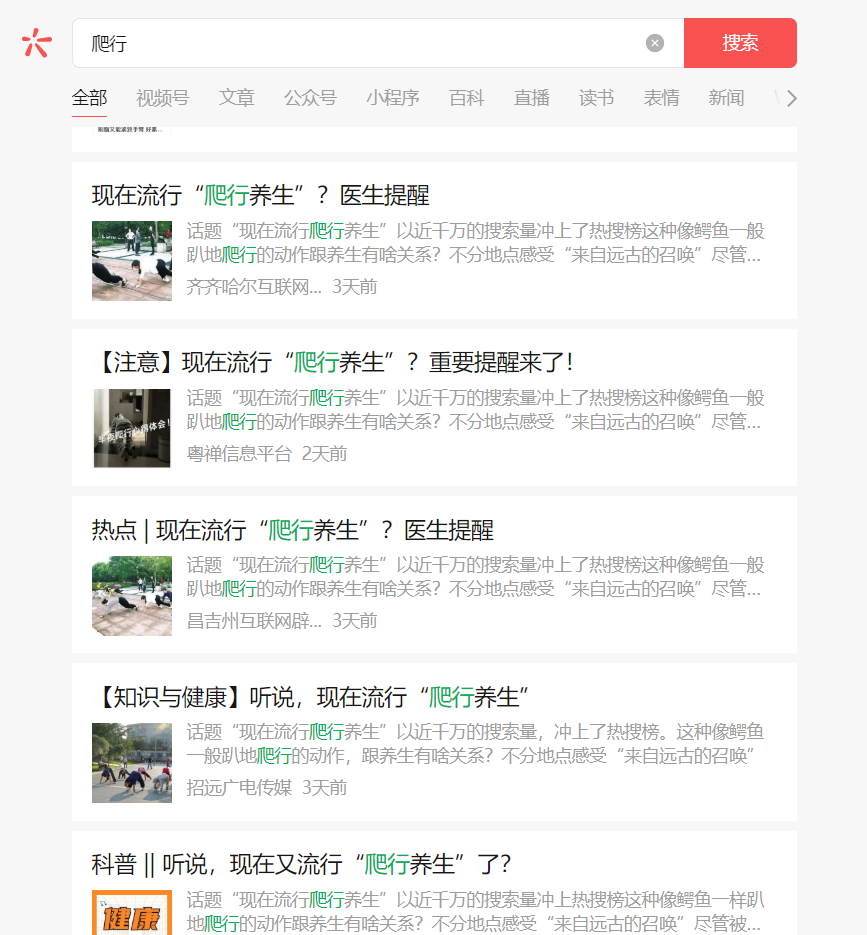 爬行
搜索
全部 视频号 文章 公众号 小程序 百科 直播 读书 表情 新闻
现在流行“爬行养生”？医生提醒
话题“现在流行爬行养生”以近千万的搜索量冲上了热搜榜这种像鳄鱼一般
趴地爬行的动作跟养生有啥关系？不分地点感受“来自远古的召唤”尽管...
齐齐哈尔互联网... 3天前
【注意】现在流行“爬行养生”？重要提醒来了！
话题“现在流行爬行养生”以近千万的搜索量冲上了热搜榜这种像鳄鱼一般
趴地爬行的动作跟养生有啥关系？不分地点感受“来自远古的召唤”尽管...
粤禅信息平台 2天前
热点 | 现在流行“爬行养生”？医生提醒
话题“现在流行爬行养生”以近千万的搜索量冲上了热搜榜这种像鳄鱼一般
趴地爬行的动作跟养生有啥关系？不分地点感受“来自远古的召唤”尽管...
昌吉州互联网辟... 3天前
【知识与健康】听说，现在流行“爬行养生”
话题“现在流行爬行养生”以近千万的搜索量，冲上了热搜榜。这种像鳄鱼
一般趴地爬行的动作，跟养生有啥关系？不分地点感受“来自远古的召唤”
招远广电传媒 3天前
科普 || 听说，现在又流行“爬行养生”了？
话题“现在流行爬行养生”以近千万的搜索量冲上了热搜榜这种像鳄鱼一样趴
地爬行的动作跟养生有啥关系？不分地点感受“来自远古的召唤”尽管被...
健康